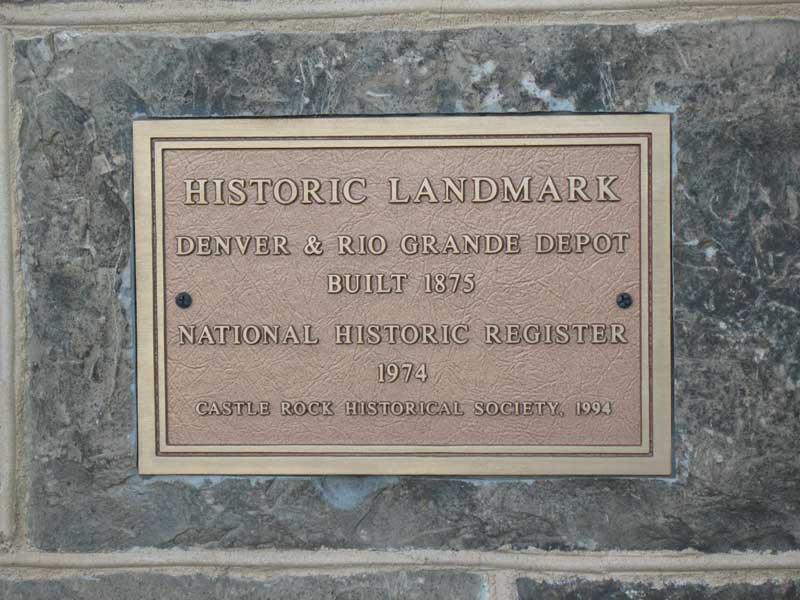 HISTORIC LANDMARK
DENVER & RIO GRANDE DEPOT
BUILT 1875
NATIONAL HISTORIC REGISTER
1974
CASTLE ROCK HISTORICAL SOCIETY, 1994